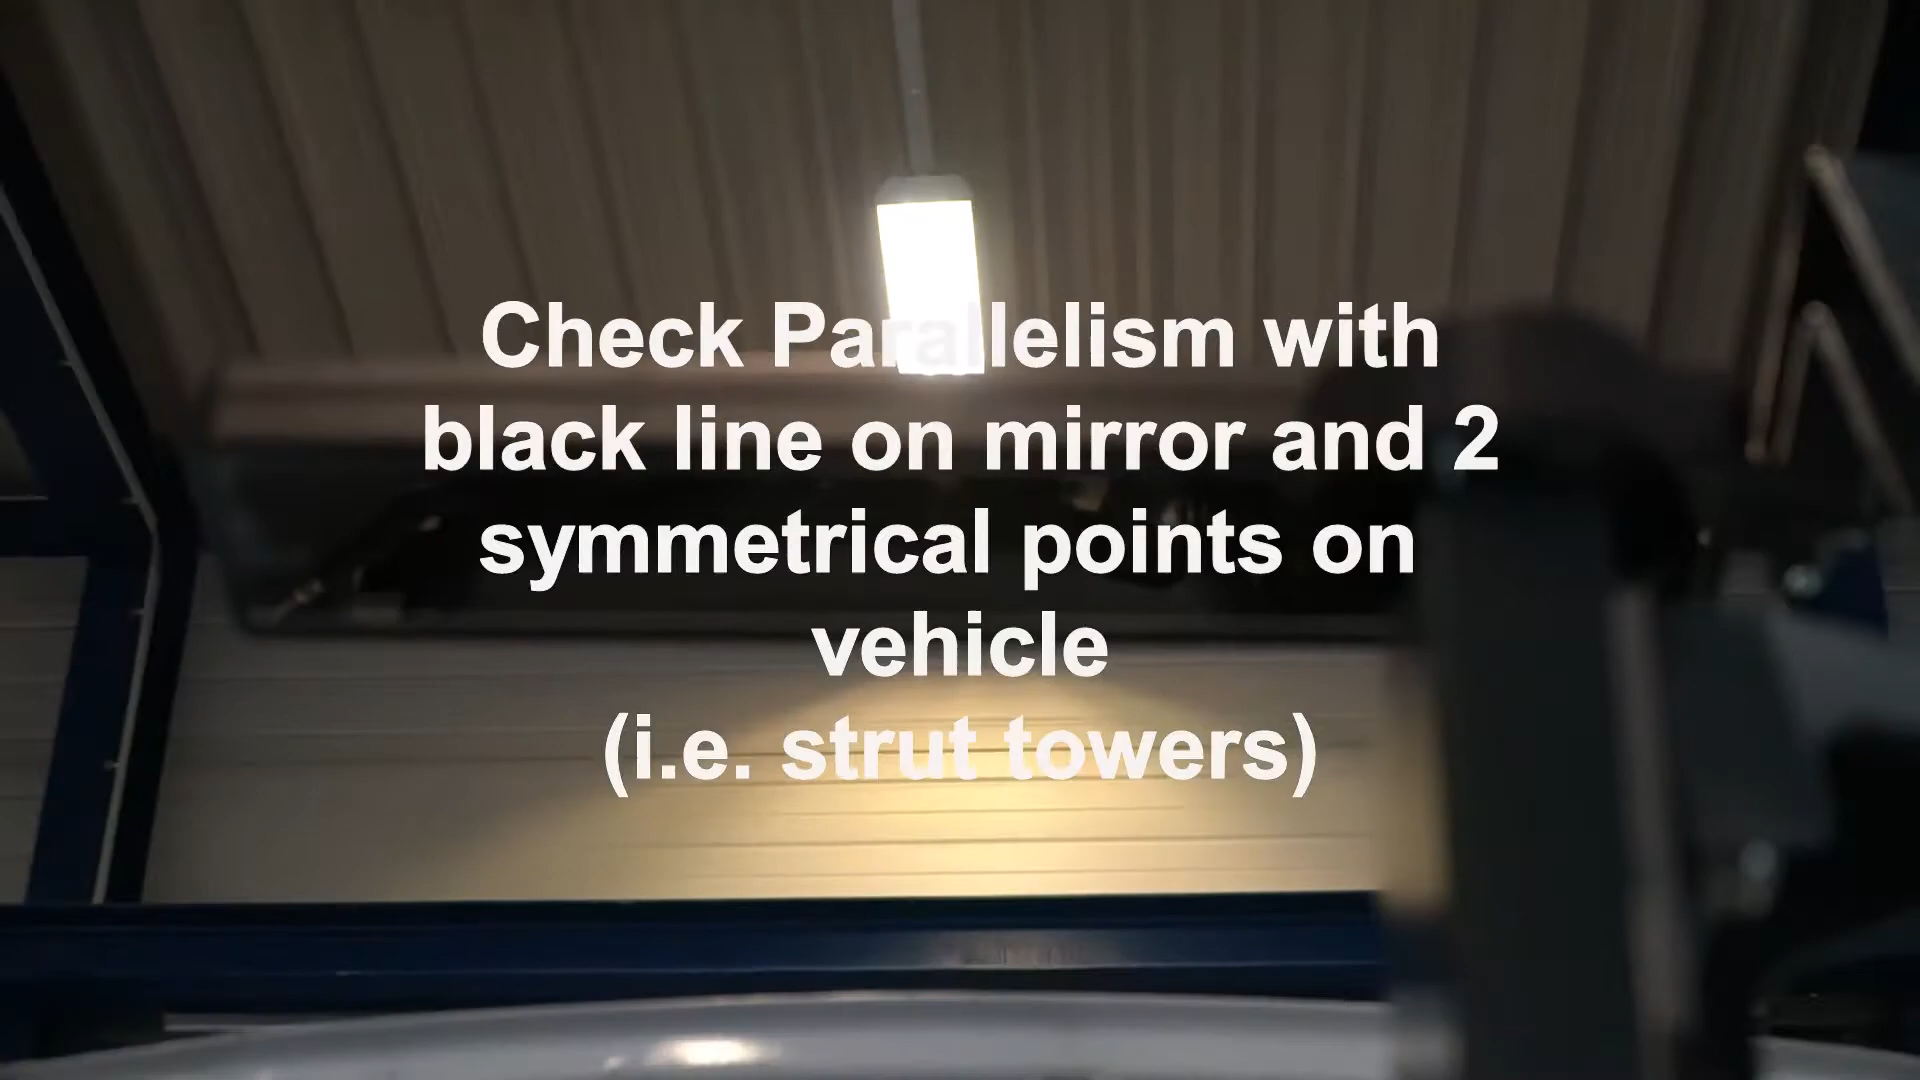 Check Parallelism with
black line on mirror and 2
symmetrical points on
vehicle
(i.e. strut towers)